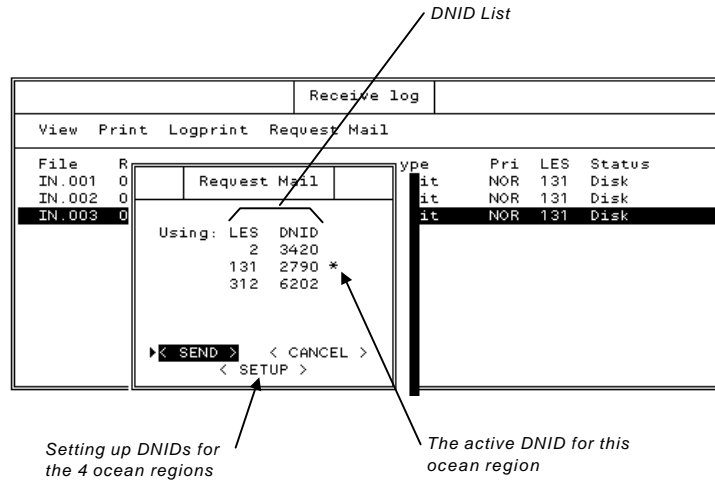 DNID List
Receive log
View Print Logprint Request Mail
File R ype Pri LES Status
IN.001 0 it NOR 131 Disk
IN.002 0 it NOR 131 Disk
IN.003 0 it NOR 131 Disk
Request Mail
Using: LES DNID
2 3420
131 2790 *
312 6202
< SEND > < CANCEL >
< SETUP >
Setting up DNIDs for
the 4 ocean regions
The active DNID for this
ocean region